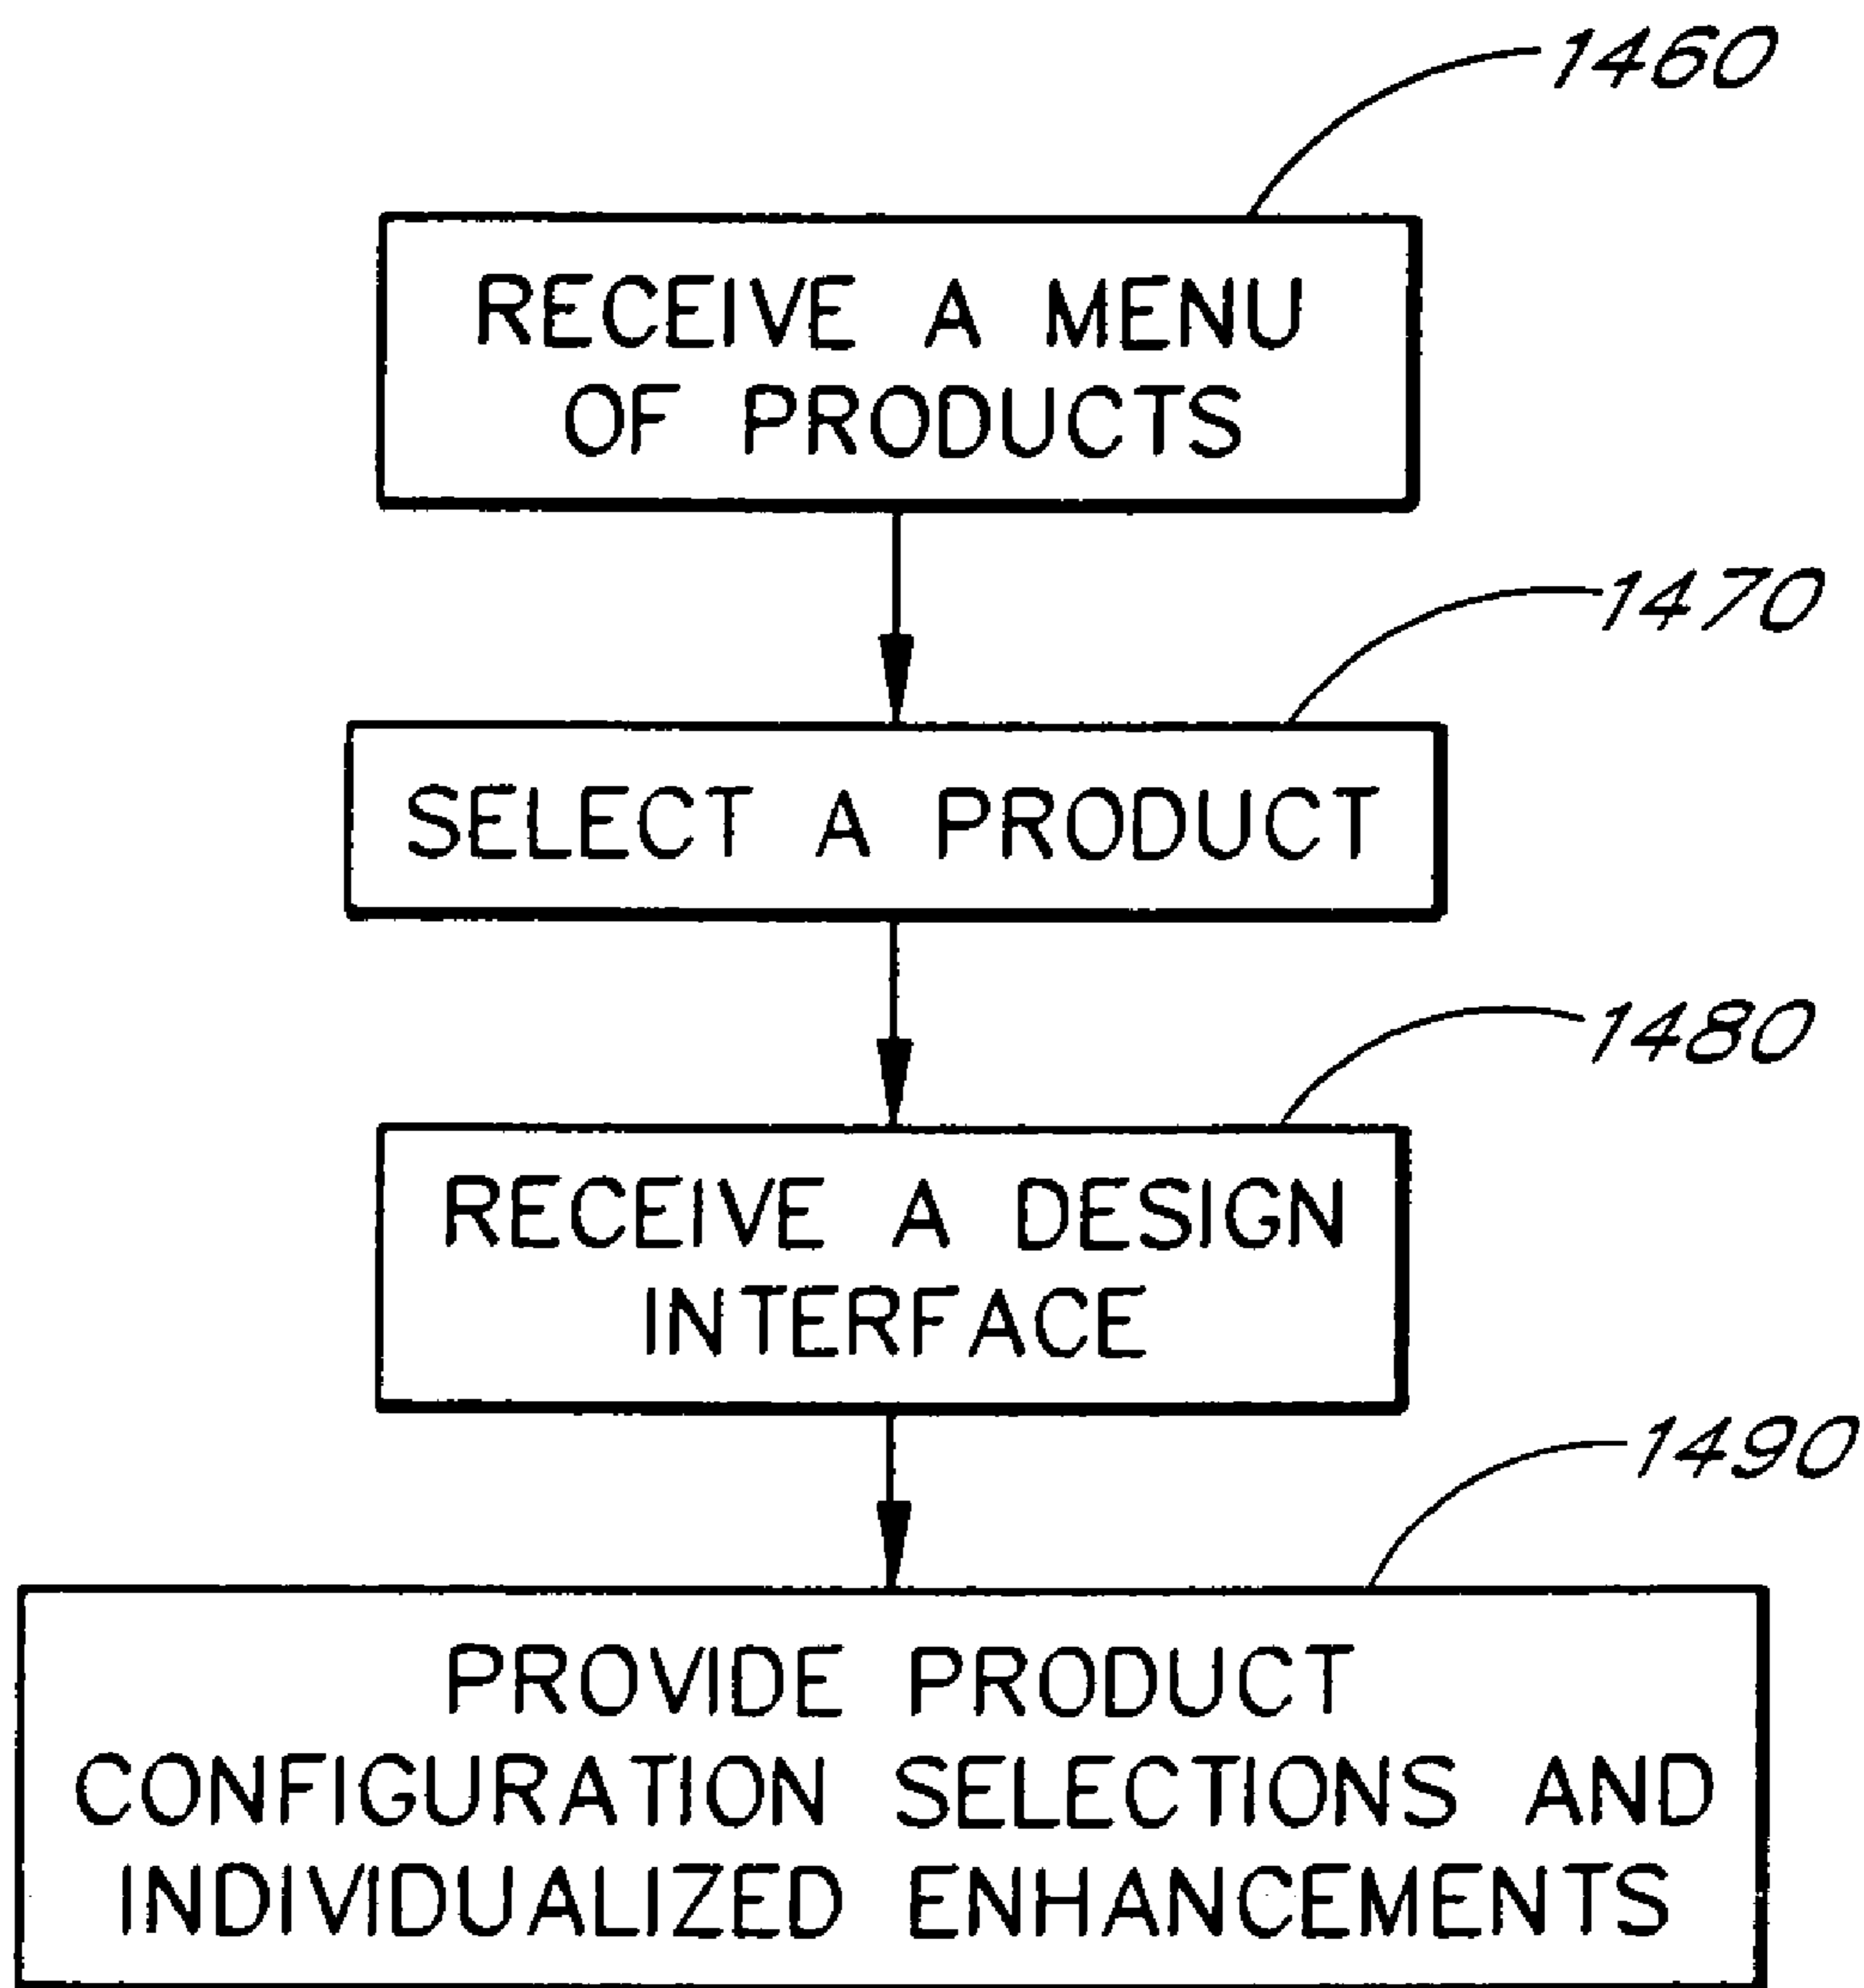 1460
RECEIVE A MENU
OF PRODUCTS
1470
SELECT A PRODUCT
1480
RECEIVE A DESIGN
INTERFACE
1490
PROVIDE PRODUCT
CONFIGURATION SELECTIONS AND
INDIVIDUALIZED ENHANCEMENTS